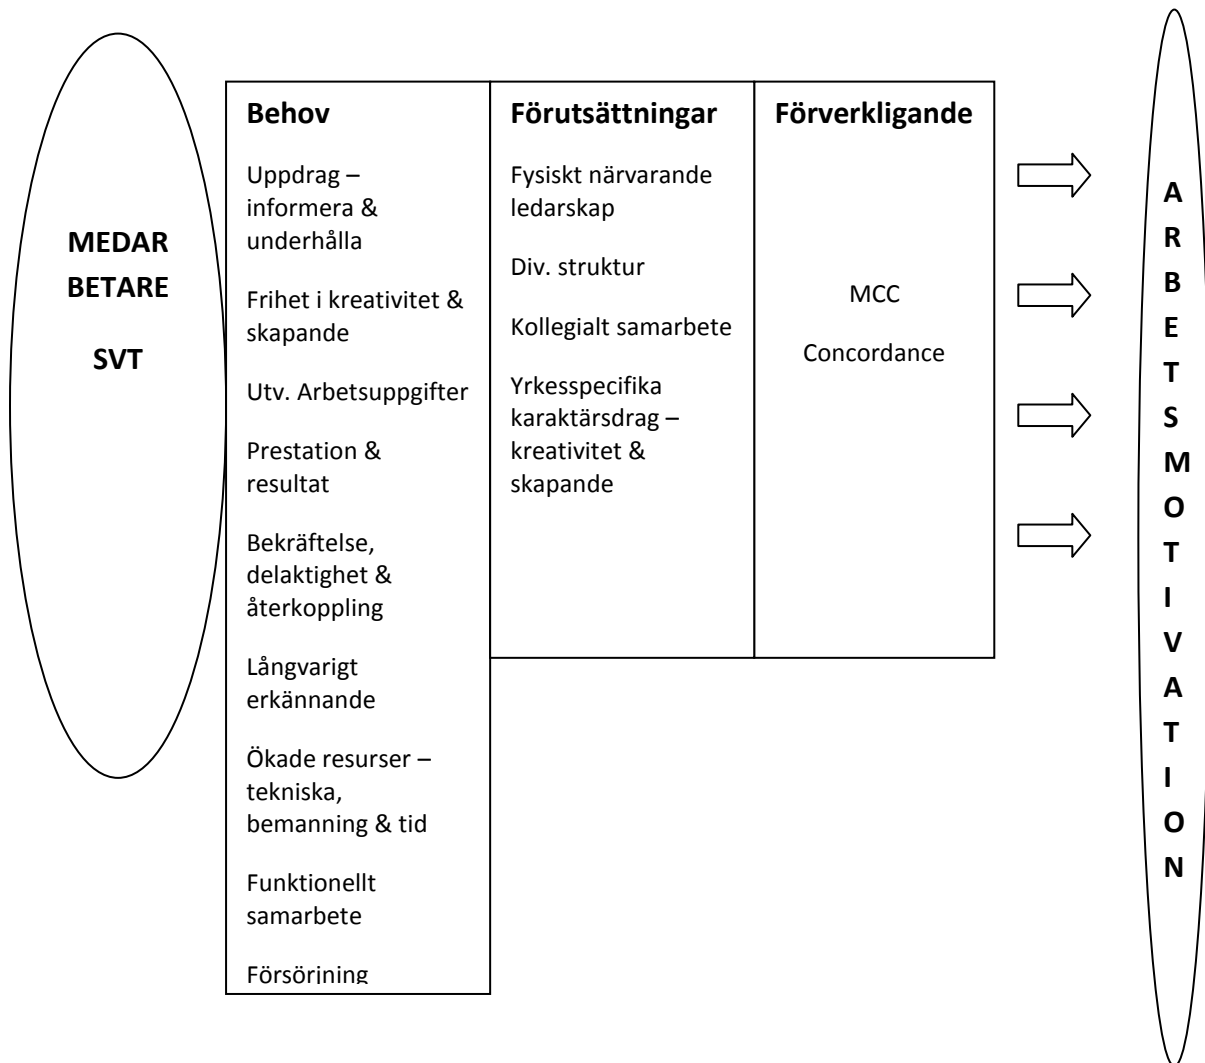 MEDAR
BETARE
SVT
Behov
Uppdrag –
informera &
underhålla
Frihet i kreativitet &
skapande
Utv. Arbetsuppgifter
Prestation &
resultat
Bekräftelse,
delaktighet &
återkoppling
Långvarigt
erkännande
Ökade resurser –
tekniska,
bemanning & tid
Funktionellt
samarbete
Försörjning
Förutsättningar
Fysiskt närvarande
ledarskap
Div. struktur
Kollegialt samarbete
Yrkesspecifika
karaktärsdrag –
kreativitet &
skapande
Förverkligande
MCC
Concordance
A
R
B
E
T
S
M
O
T
I
V
A
T
I
O
N